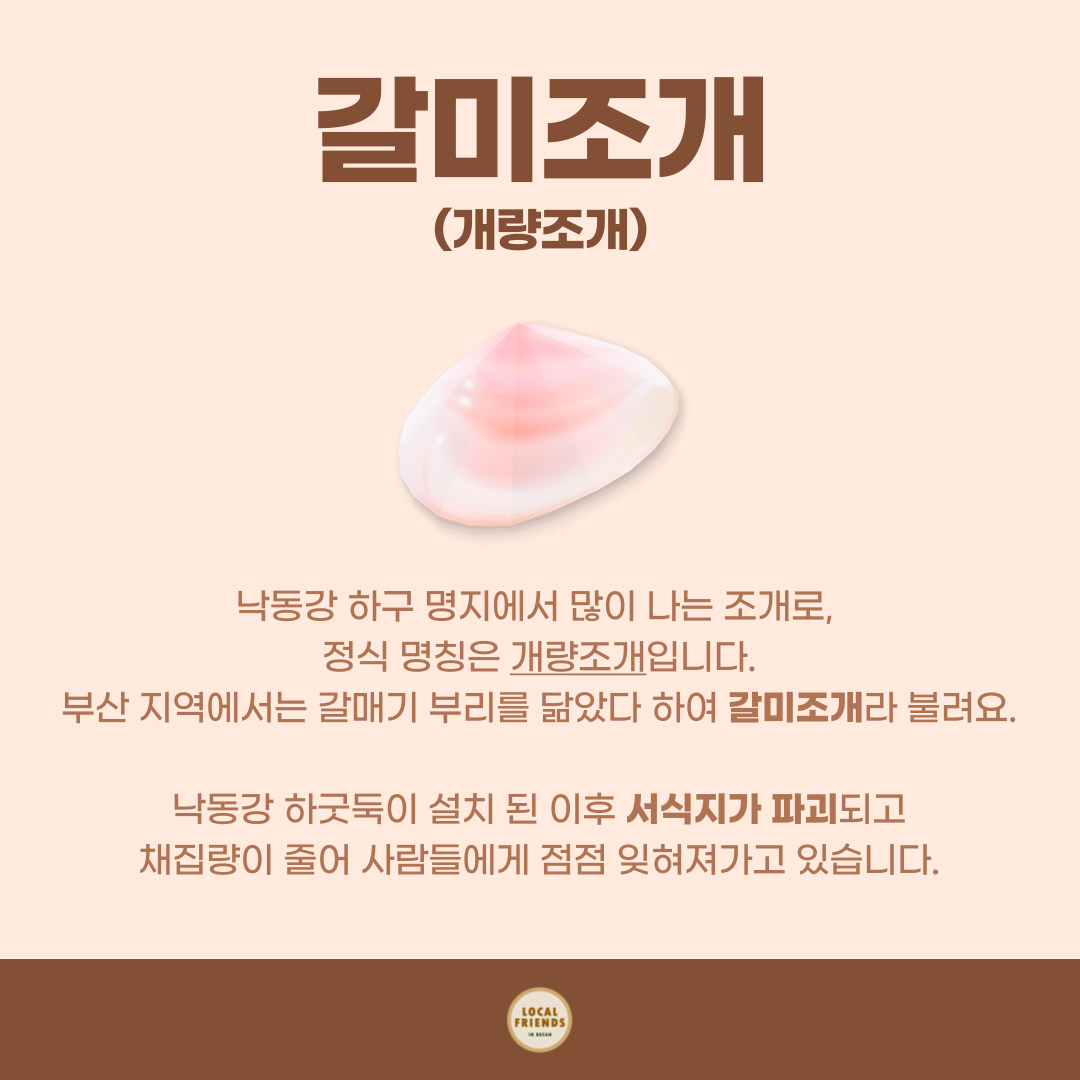 갈미조개
(개량조개)
낙동강 하구 명지에서 많이 나는 조개로,
정식 명칭은 개량조개입니다.
부산 지역에서는 갈매기 부리를 닮았다 하여 갈미조개라 불려요.
낙동강 하굿둑이 설치 된 이후 서식지가 파괴되고
채집량이 줄어 사람들에게 점점 잊혀져가고 있습니다.
LOCAL
FRIENDS
IN BUSAN